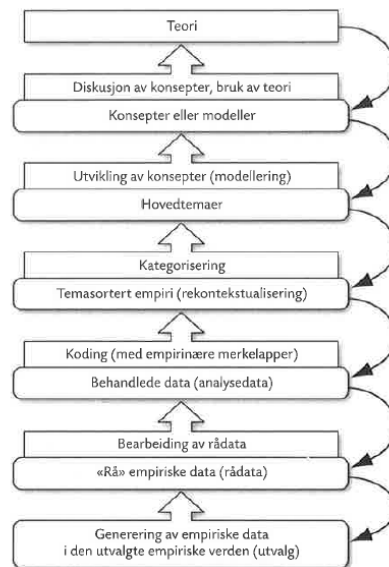 Teori
Diskusjon av konsepter, bruk av teori
Konsepter eller modeller
Utvikling av konsepter (modellering)
Hovedtemaer
Kategorisering
Temasortert empiri (rekontekstualisering)
Koding (med empirinære merkelapper)
Behandlede data (analysedata)
Bearbeiding av rådata
«Rå» empiriske data (rådata)
Generering av empiriske data
i den utvalgte empiriske verden (utvalg)